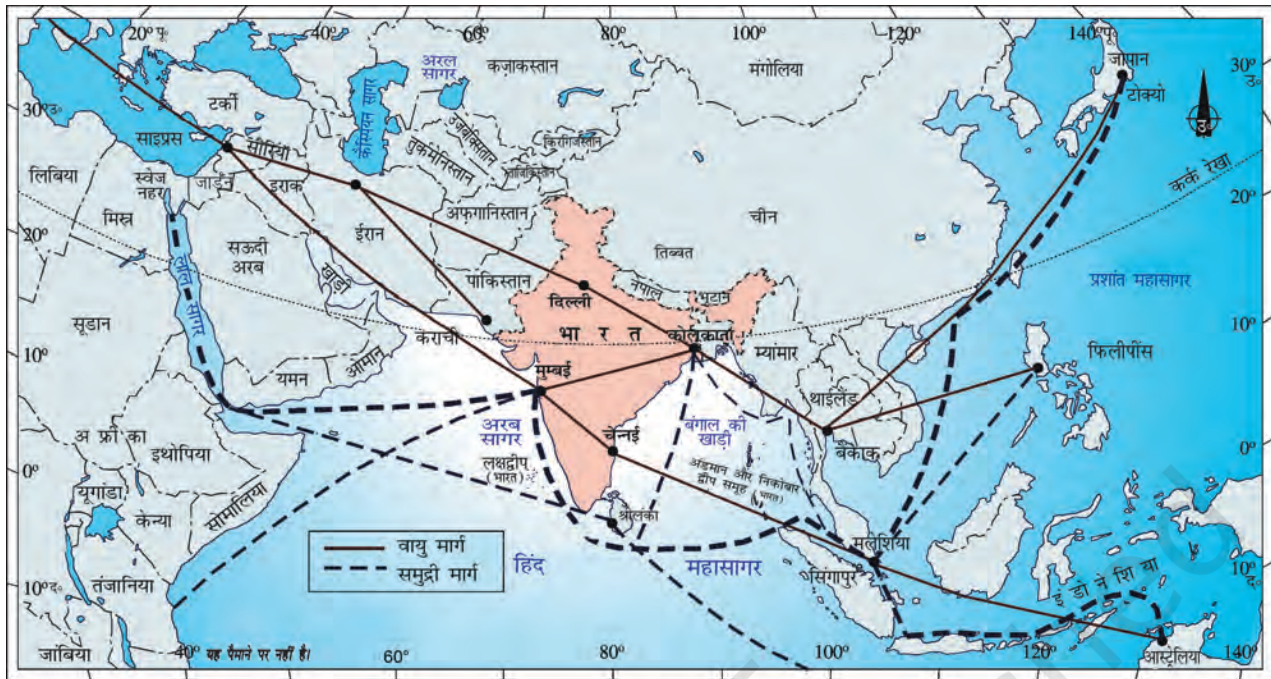 20° पू.
40°
60°
80°
100°
120°
140° पू.
30° उ॰
20°
10°
0°
10° द॰
30° उ॰
20°
10°
0°
10° द॰
40°
60°
80°
100°
120°
140°
अरल
सागर
कज़ाकस्तान
मंगोलिया
जापान
टोक्यो
उ॰
टर्की
कैस्पियन सागर
उजबेकिस्तान
किरगिजस्तान
तुर्कमेनिस्तान
ताजिकिस्तान
साइप्रस
सीरिया
लिबिया
स्वेज
नहर
जार्डन
इराक
ईरान
अफ़गानिस्तान
चीन
कर्क रेखा
मिस्र
सऊदी
अरब
खाड़ी
पाकिस्तान
तिब्बत
नेपाल
भूटान
दिल्ली
लाल सागर
प्रशांत महासागर
सूडान
कराची
भारत
कोलकाता
म्यांमार
ओमान
यमन
मुम्बई
फिलीपींस
थाईलैंड
बैंकाक
अरब
सागर
चेन्नई
बंगाल की
खाड़ी
अफ्रीका
इथोपिया
लक्षद्वीप
(भारत)
अंडमान और निकोबार
द्वीप समूह (भारत)
यूगांडा
केन्या
सोमालिया
श्रीलंका
वायु मार्ग
समुद्री मार्ग
हिंद
महासागर
मलेशिया
सिंगापुर
इंडोनेशिया
तंजानिया
जांबिया
यह पैमाने पर नहीं है।
आस्ट्रेलिया